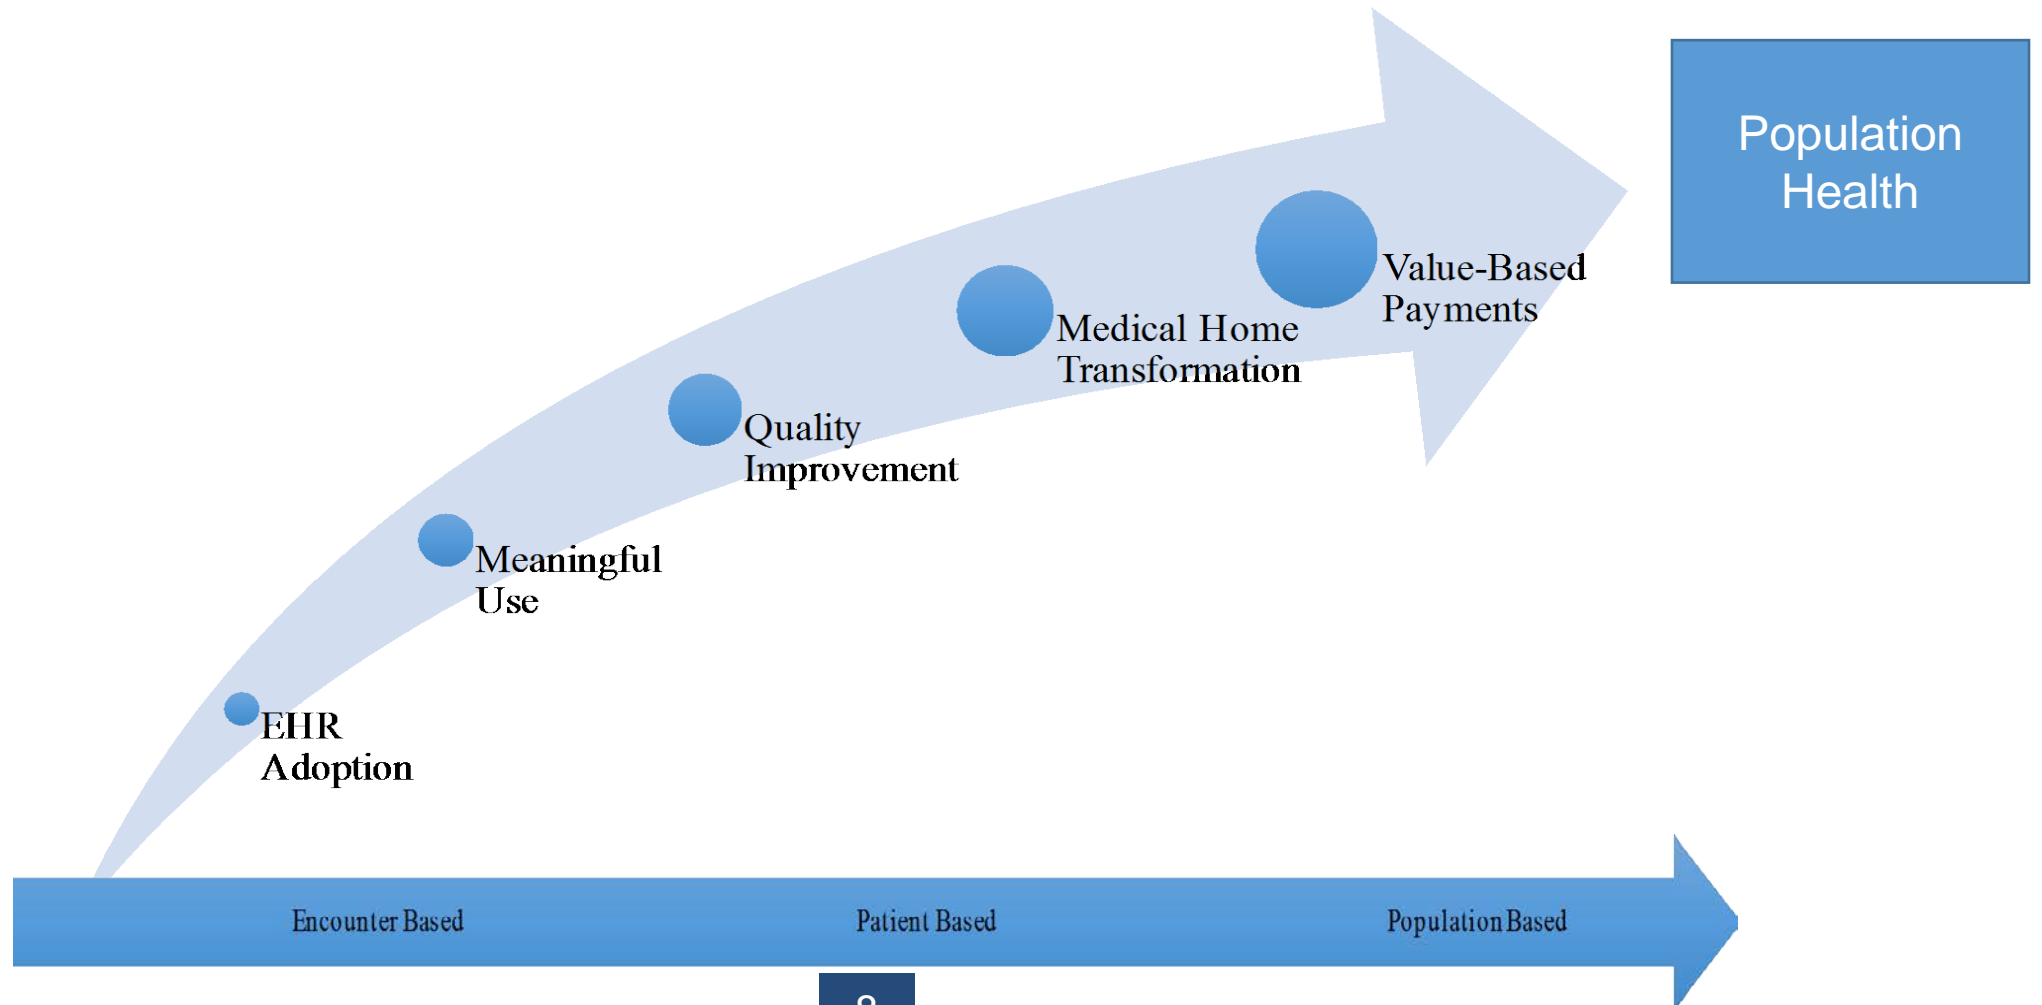 Population
Health
Value-Based
Payments
Medical Home
Transformation
Quality
Improvement
Meaningful
Use
EHR
Adoption
Encounter Based
Patient Based
Population Based